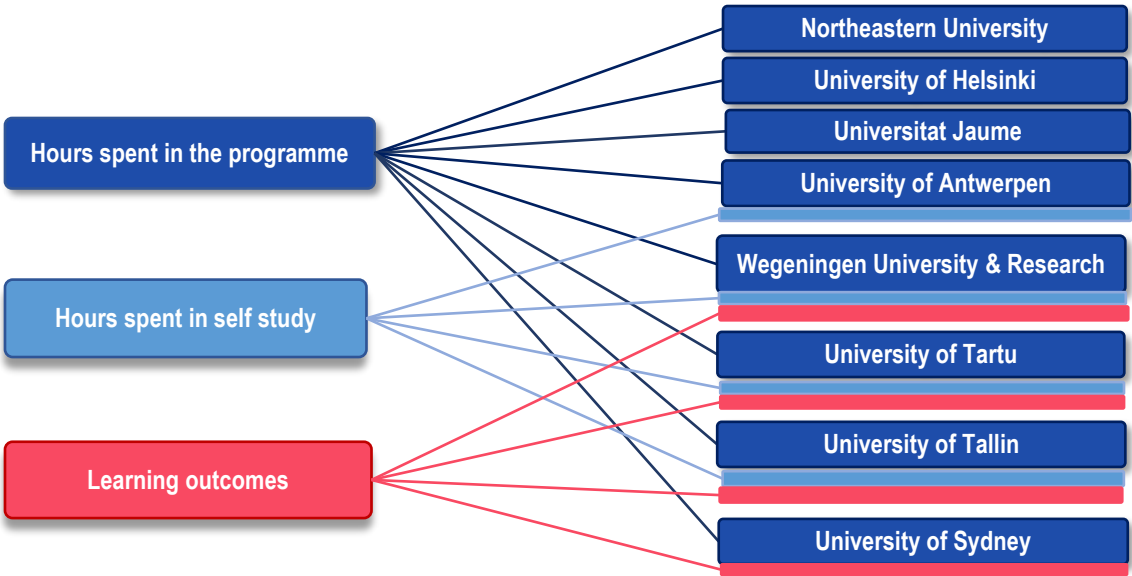 Northeastern University
University of Helsinki
Hours spent in the programme
Universitat Jaume
University of Antwerpen
Wegeningen University & Research
Hours spent in self study
University of Tartu
University of Tallin
Learning outcomes
University of Sydney